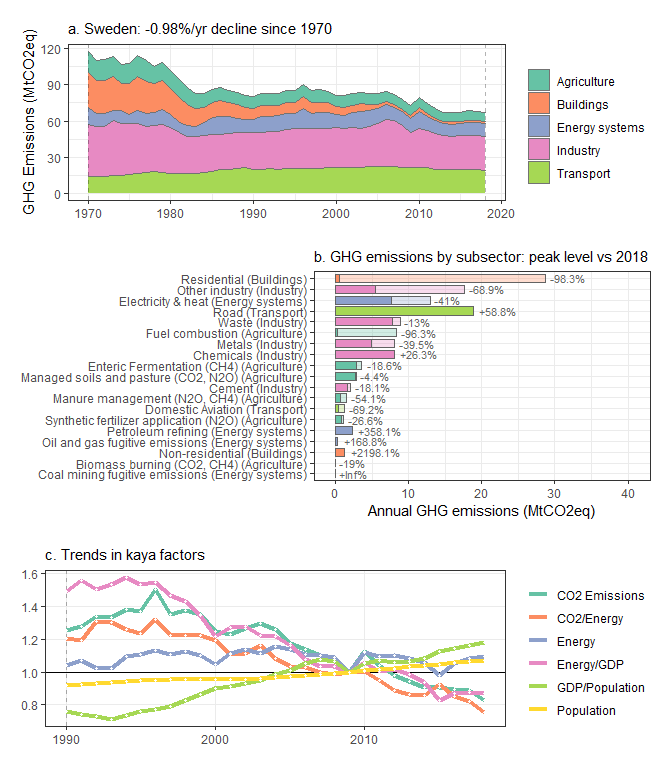 a. Sweden: -0.98%/yr decline since 1970
GHG Emissions (MtCO2eq)
120
90
60
30
0
1970
1980
1990
2000
2010
2020
Agriculture
Buildings
Energy systems
Industry
Transport
b. GHG emissions by subsector: peak level vs 2018
Residential (Buildings) -98.3%
Other industry (Industry) -68.9%
Electricity & heat (Energy systems) -41%
Road (Transport) +58.8%
Waste (Industry) -13%
Fuel combustion (Agriculture) -96.3%
Metals (Industry) -39.5%
Chemicals (Industry) +26.3%
Enteric Fermentation (CH4) (Agriculture) -18.6%
Managed soils and pasture (CO2, N2O) (Agriculture) -4.4%
Cement (Industry) -18.1%
Manure management (N2O, CH4) (Agriculture) -54.1%
Domestic Aviation (Transport) -69.2%
Synthetic fertilizer application (N2O) (Agriculture) -26.6%
Petroleum refining (Energy systems) +358.1%
Oil and gas fugitive emissions (Energy systems) +168.8%
Non-residential (Buildings) +2198.1%
Biomass burning (CO2, CH4) (Agriculture) -19%
Coal mining fugitive emissions (Energy systems) +Inf%
0
10
20
30
40
Annual GHG emissions (MtCO2eq)
c. Trends in kaya factors
1.6
1.4
1.2
1.0
0.8
1990
2000
2010
CO2 Emissions
CO2/Energy
Energy
Energy/GDP
GDP/Population
Population